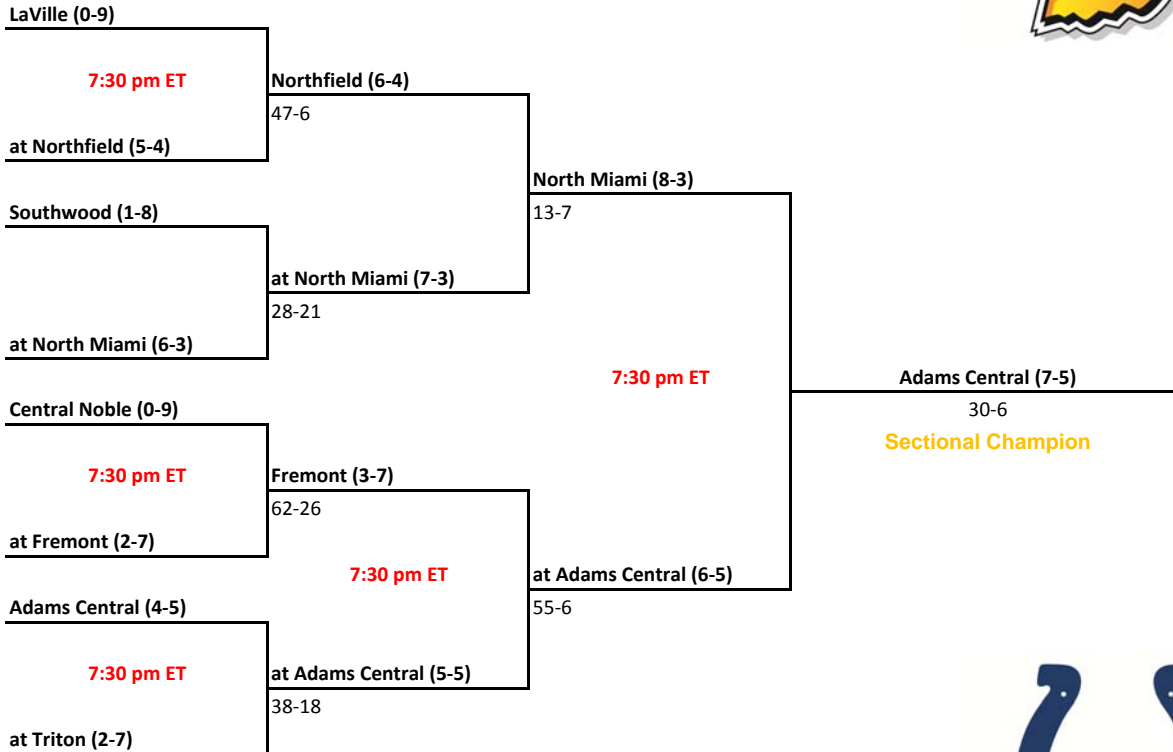 LaVille (0-9)
7:30 pm ET
Northfield (6-4)
47-6
at Northfield (5-4)
North Miami (8-3)
13-7
Southwood (1-8)
at North Miami (7-3)
28-21
at North Miami (6-3)
7:30 pm ET
Adams Central (7-5)
30-6
Sectional Champion
Central Noble (0-9)
7:30 pm ET
Fremont (3-7)
62-26
at Fremont (2-7)
7:30 pm ET
at Adams Central (6-5)
55-6
Adams Central (4-5)
7:30 pm ET
at Adams Central (5-5)
38-18
at Triton (2-7)